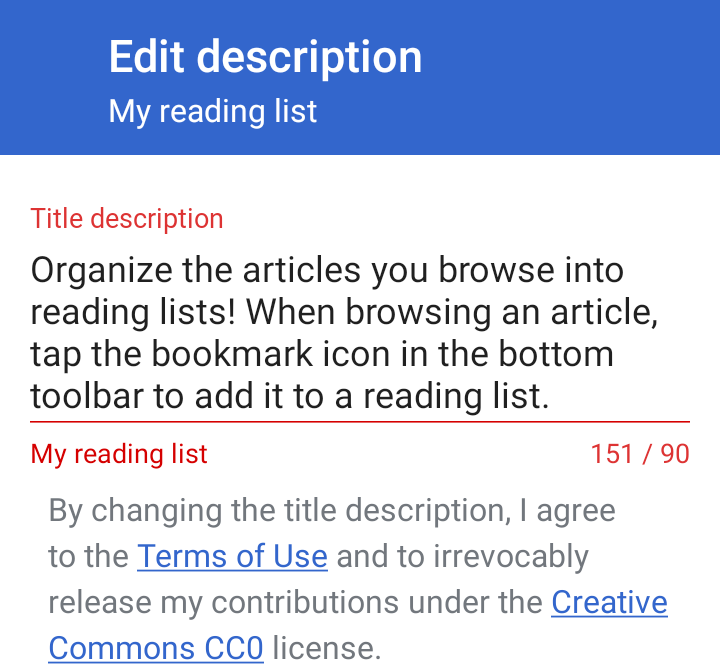 Edit description
My reading list
Title description
Organize the articles you browse into
reading lists! When browsing an article,
tap the bookmark icon in the bottom
toolbar to add it to a reading list.
My reading list 151 / 90
By changing the title description, I agree
to the Terms of Use and to irrevocably
release my contributions under the Creative
Commons CC0 license.